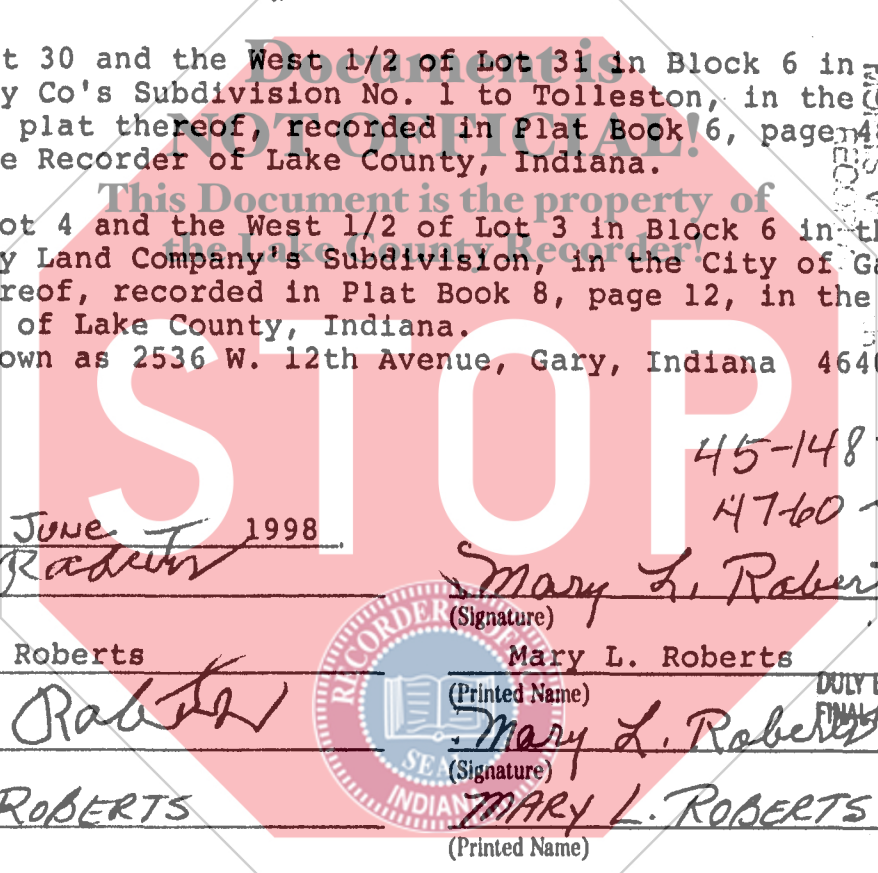 t 30 and the West 1/2 of Lot 31 in Block 6 in
y Co's Subdivision No. 1 to Tolleston, in the
plat thereof, recorded in Plat Book 6, page 48
e Recorder of Lake County, Indiana.
Document is
NOT OFFICIAL!
This Document is the property of
the Lake County Recorder!
ot 4 and the West 1/2 of Lot 3 in Block 6 in th
y Land Company's Subdivision, in the City of Ga
reof, recorded in Plat Book 8, page 12, in the
of Lake County, Indiana.
own as 2536 W. 12th Avenue, Gary, Indiana 4640
STOP
45-148
47-60-
June 1998
Mary L. Rober
(Signature)
Roberts
Mary L. Roberts
(Printed Name)
DULY E
FINAL
Mary L. Roberts
(Signature)
ROBERTS
MARY L. ROBERTS
(Printed Name)
RECORDER'S OFFICE
SEAL
INDIANA